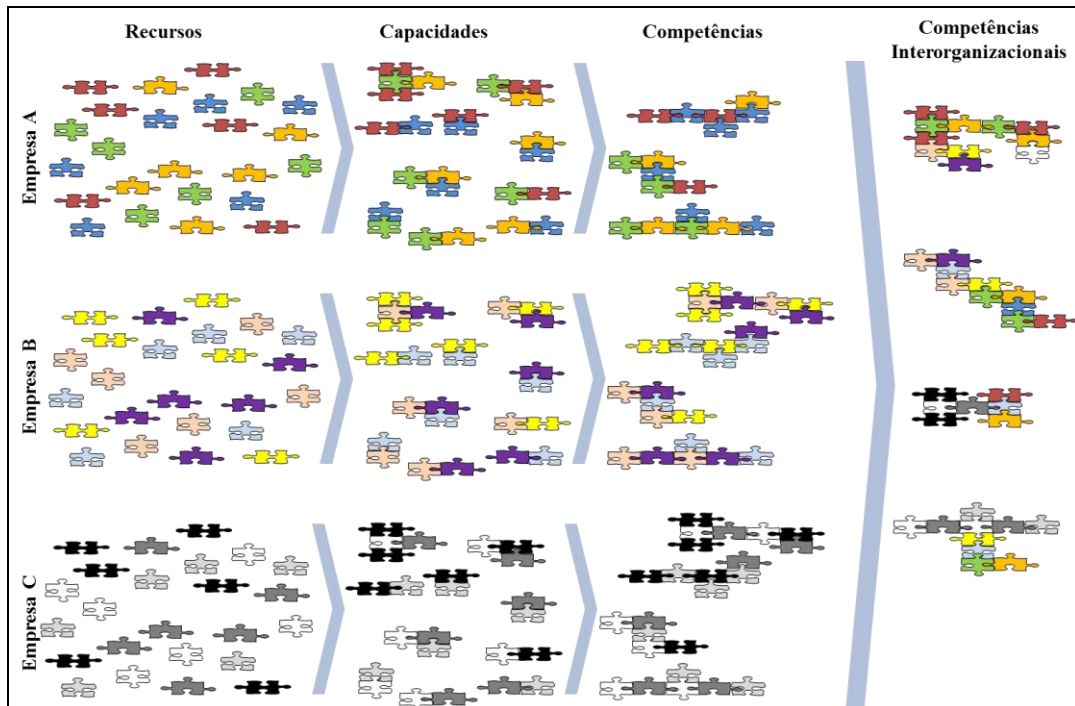 Recursos
Capacidades
Competências
Competências
Interorganizacionais
Empresa A
Empresa B
Empresa C